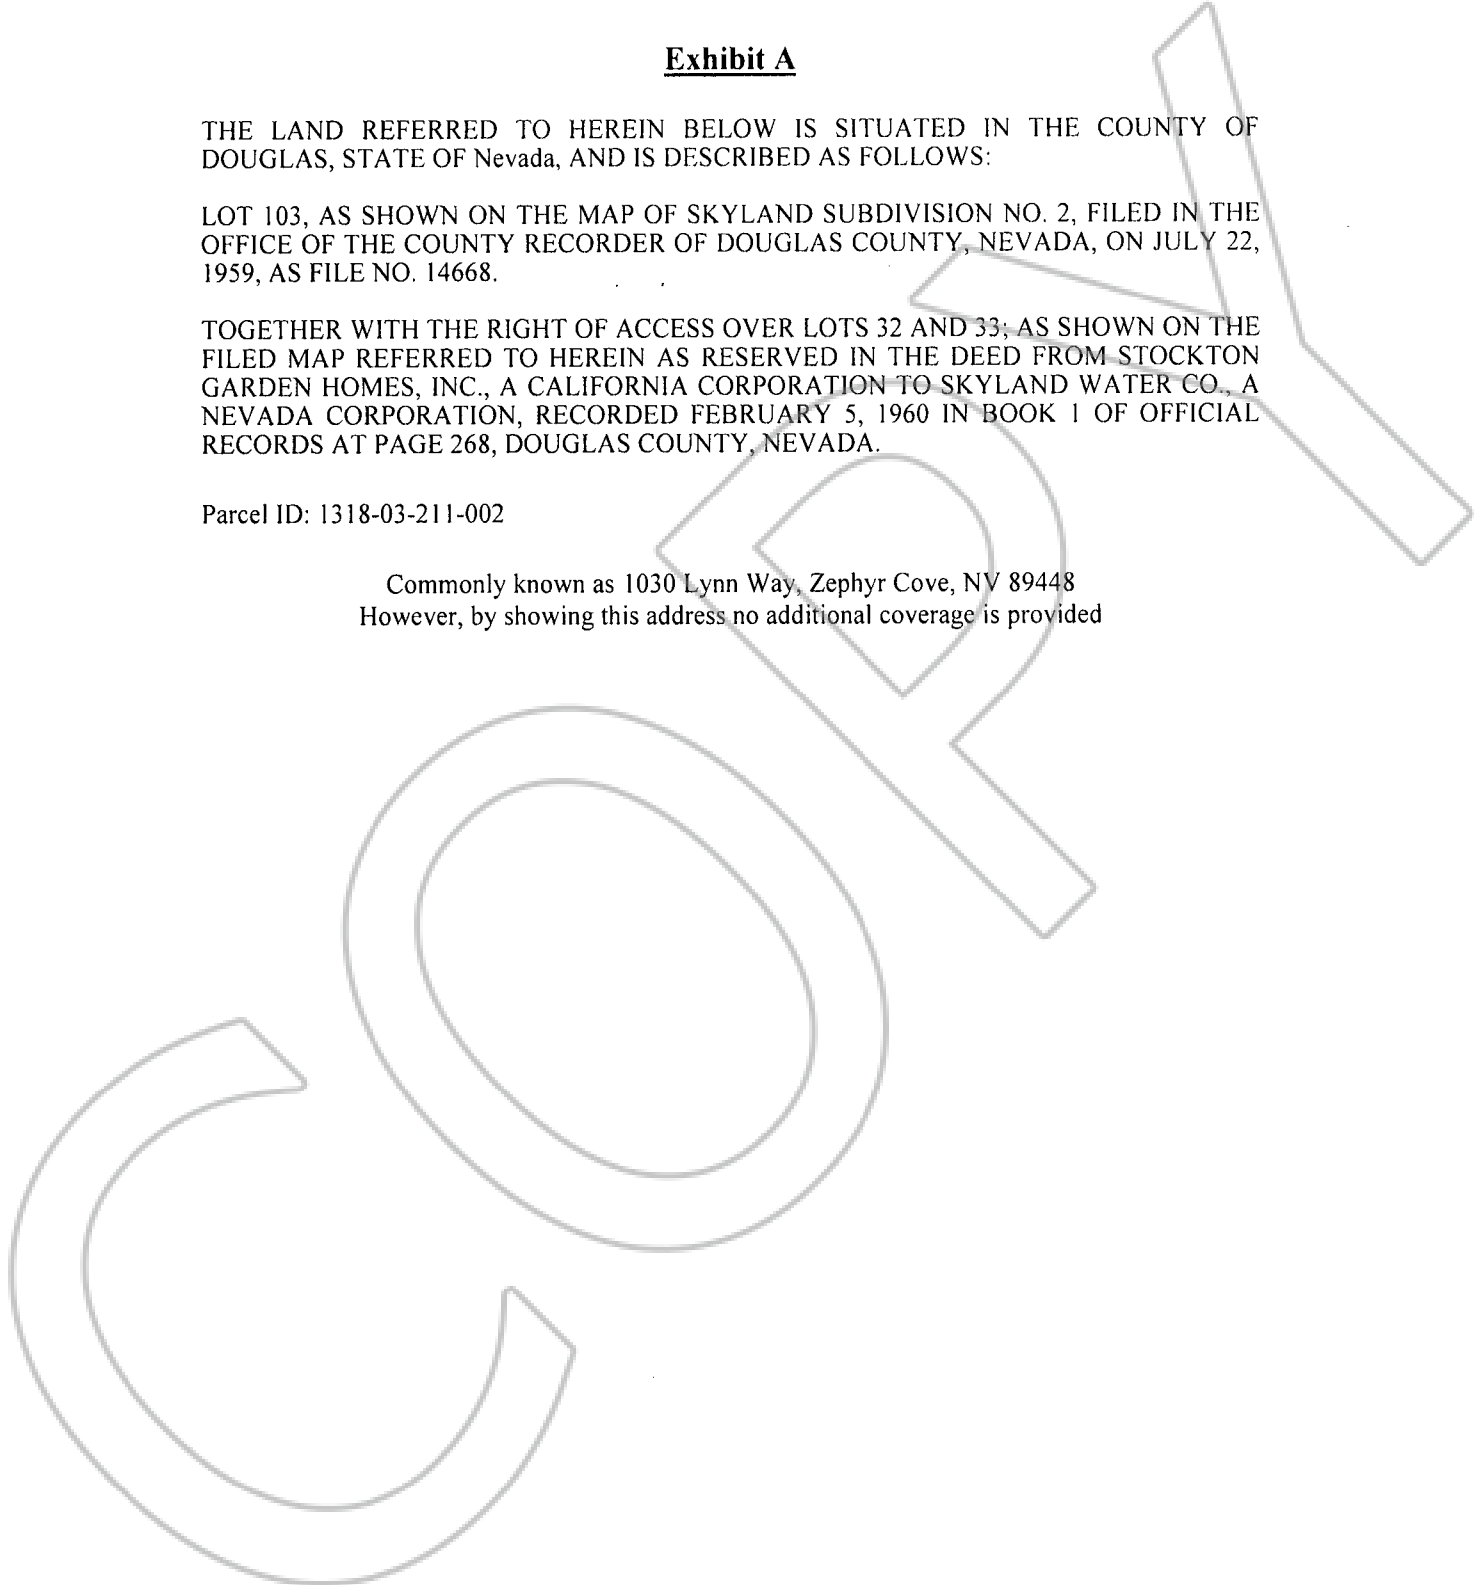 Exhibit A
THE LAND REFERRED TO HEREIN BELOW IS SITUATED IN THE COUNTY OF
DOUGLAS, STATE OF Nevada, AND IS DESCRIBED AS FOLLOWS:
LOT 103, AS SHOWN ON THE MAP OF SKYLAND SUBDIVISION NO. 2, FILED IN THE
OFFICE OF THE COUNTY RECORDER OF DOUGLAS COUNTY, NEVADA, ON JULY 22,
1959, AS FILE NO. 14668.
TOGETHER WITH THE RIGHT OF ACCESS OVER LOTS 32 AND 33; AS SHOWN ON THE
FILED MAP REFERRED TO HEREIN AS RESERVED IN THE DEED FROM STOCKTON
GARDEN HOMES, INC., A CALIFORNIA CORPORATION TO SKYLAND WATER CO., A
NEVADA CORPORATION, RECORDED FEBRUARY 5, 1960 IN BOOK 1 OF OFFICIAL
RECORDS AT PAGE 268, DOUGLAS COUNTY, NEVADA.
Parcel ID: 1318-03-211-002
Commonly known as 1030 Lynn Way, Zephyr Cove, NV 89448
However, by showing this address no additional coverage is provided
COPY